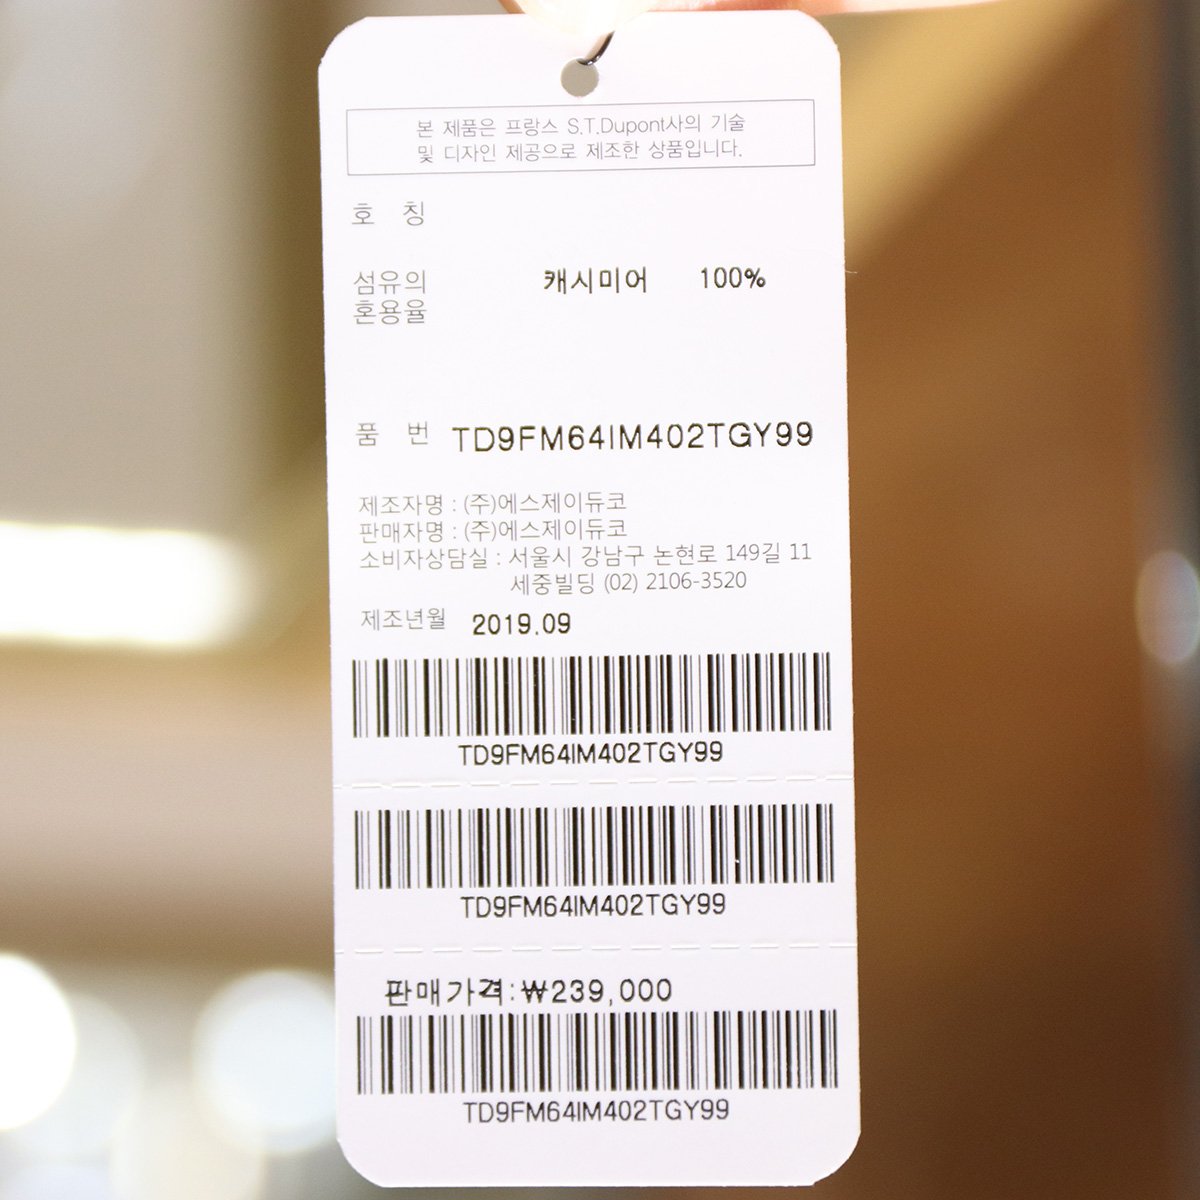 본 제품은 프랑스 S.T.Dupont사의 기술
및 디자인 제공으로 제조한 상품입니다.
호 칭
섬유의 캐시미어 100%
혼용율
품 번 TD9FM64IM402TGY99
제조자명 : (주)에스제이듀코
판매자명 : (주)에스제이듀코
소비자상담실 : 서울시 강남구 논현로 149길 11
세중빌딩 (02) 2106-3520
제조년월 2019.09
TD9FM64IM402TGY99
TD9FM64IM402TGY99
판매가격:₩239,000
TD9FM64IM402TGY99